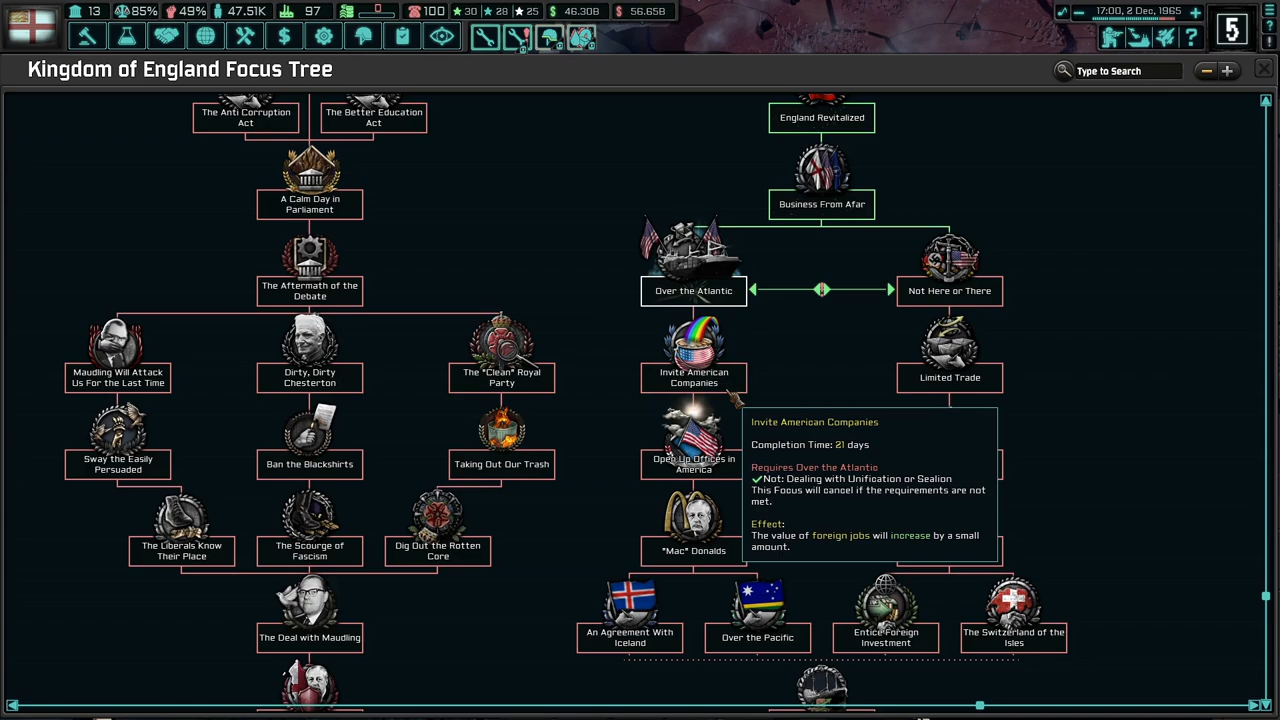 13 85% 49% 47.51K 97 100 30 28 25 $ 46.30B $ 56.65B
17:00, 2 Dec, 1965
5
Kingdom of England Focus Tree
Type to Search
The Anti Corruption
Act
The Better Education
Act
England Revitalized
A Calm Day in
Parliament
Business From Afar
The Aftermath of the
Debate
Over the Atlantic
Not Here or There
Maudling Will Attack
Us For the Last Time
Dirty, Dirty
Chesterton
The "Clean" Royal
Party
Invite American
Companies
Limited Trade
Sway the Easily
Persuaded
Ban the Blackshirts
Taking Out Our Trash
Open Up Offices in
America
Invite American Companies
Completion Time: 21 days
Requires Over the Atlantic
Not: Dealing with Unification or Sealion
This Focus will cancel if the requirements are not
met.
Effect:
The value of foreign jobs will increase by a small
amount.
The Liberals Know
Their Place
The Scourge of
Fascism
Dig Out the Rotten
Core
"Mac" Donalds
The Deal with Maudling
An Agreement With
Iceland
Over the Pacific
Entice Foreign
Investment
The Switzerland of the
Isles